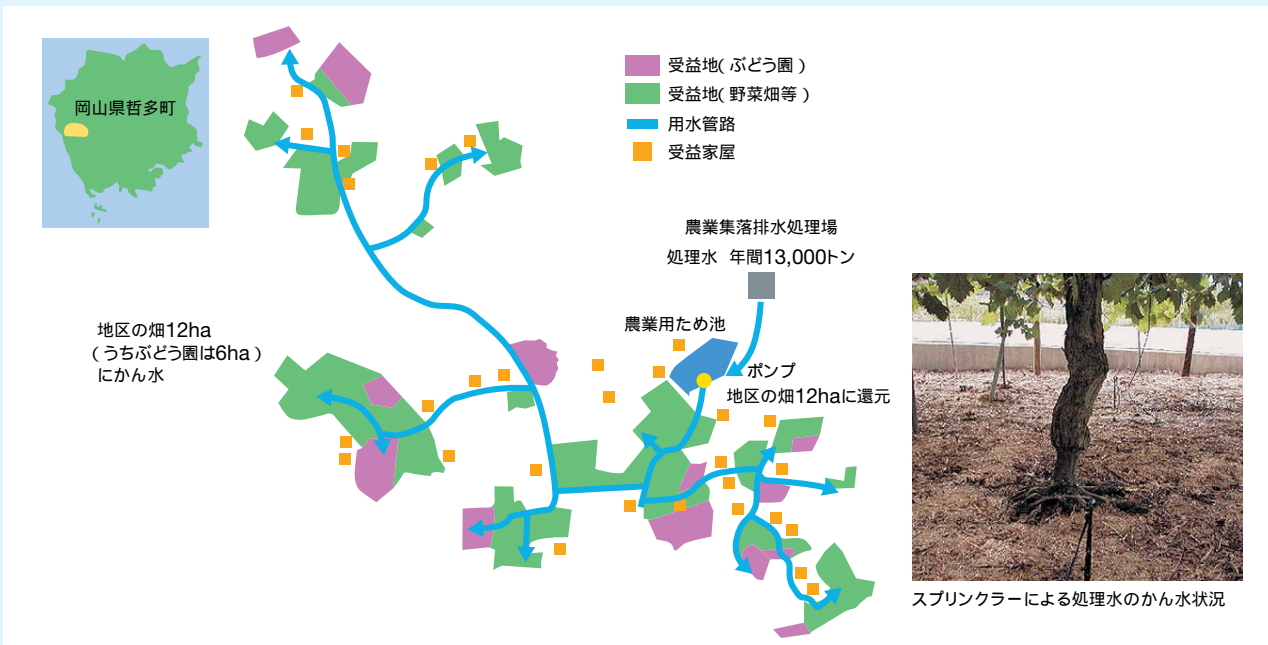 岡山県哲多町
受益地(ぶどう園)
受益地(野菜畑等)
用水管路
受益家屋
農業集落排水処理場
処理水 年間13,000トン
農業用ため池
ポンプ
地区の畑12haに還元
地区の畑12ha
(うちぶどう園は6ha)
にかん水
スプリンクラーによる処理水のかん水状況